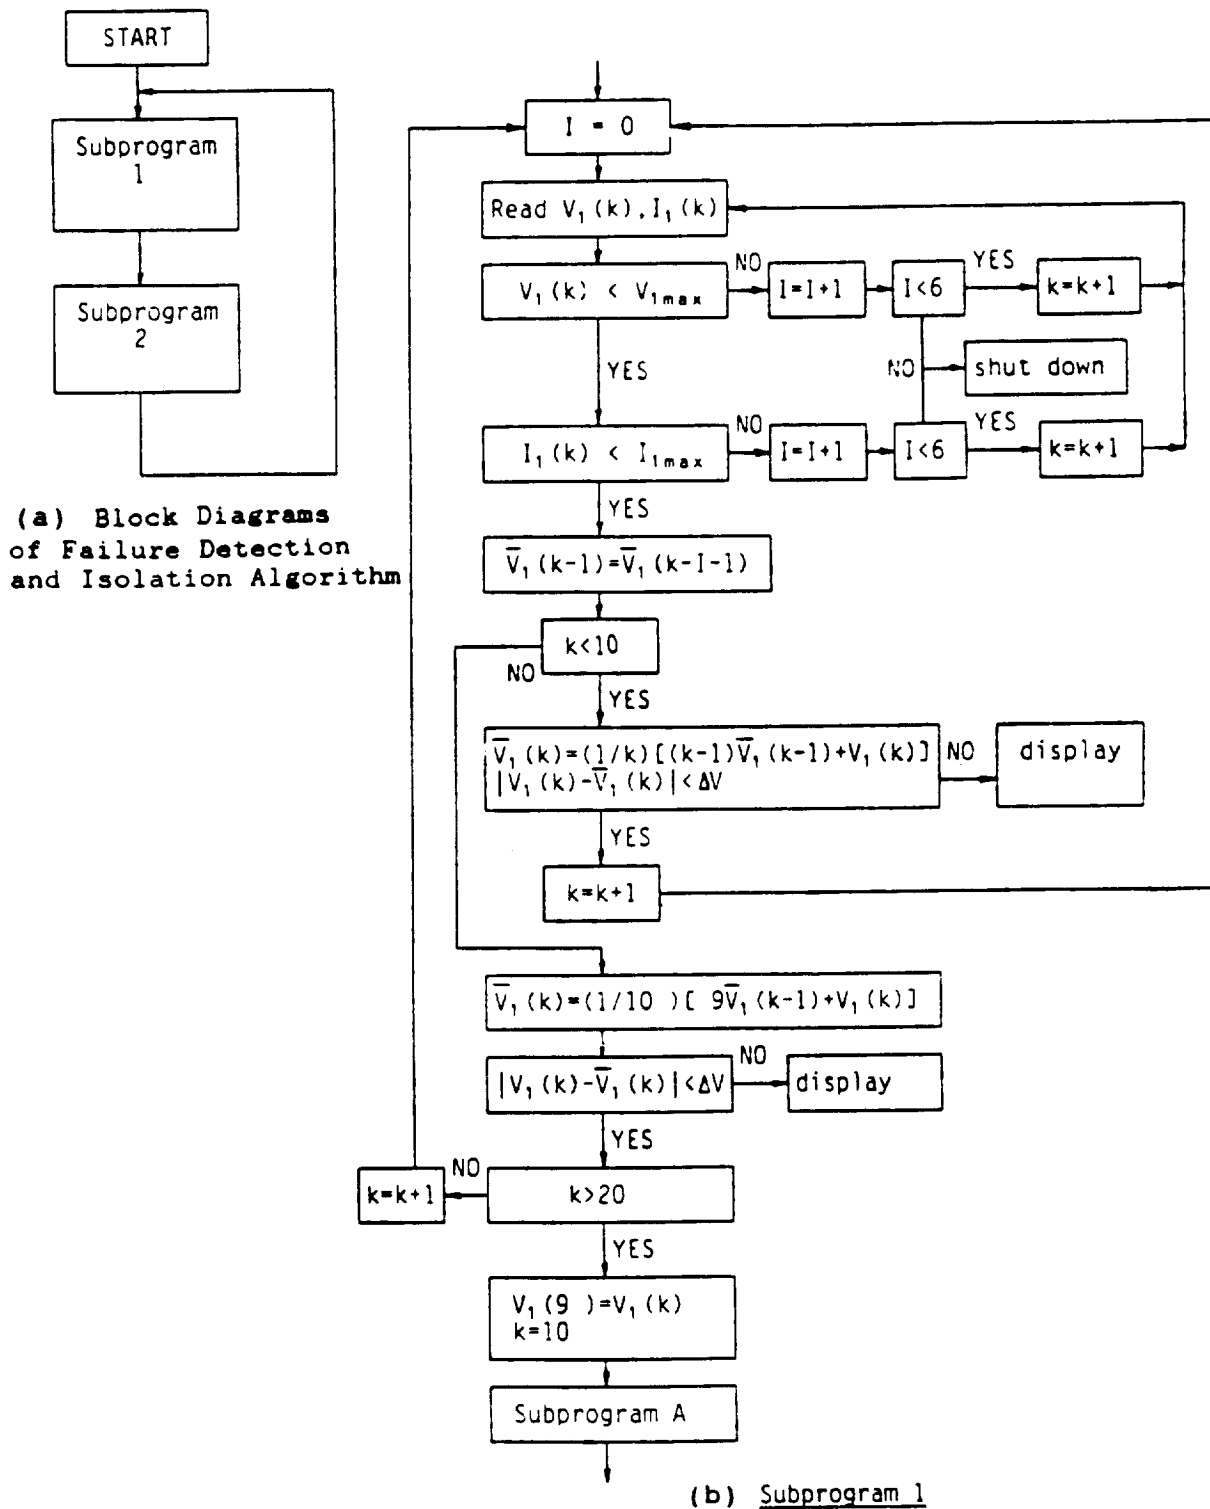 START
Subprogram
1
Subprogram
2
(a) Block Diagrams
of Failure Detection
and Isolation Algorithm
I = 0
Read V₁(k),I₁(k)
V₁(k) < V₁ₘₐₓ
NO
I=I+1
I<6
YES
k=k+1
YES
NO
shut down
I₁(k) < I₁ₘₐₓ
NO
I=I+1
I<6
YES
k=k+1
YES
V̅₁(k-1)=V̅₁(k-I-1)
k<10
NO
YES
V̅₁(k)=(1/k)[(k-1)V̅₁(k-1)+V₁(k)]
|V₁(k)-V̅₁(k)|<ΔV
NO
display
YES
k=k+1
V̅₁(k)=(1/10 )[ 9V̅₁(k-1)+V₁(k)]
|V₁(k)-V̅₁(k)|<ΔV
NO
display
YES
k=k+1
NO
k>20
YES
V₁(9 )=V₁(k)
k=10
Subprogram A
(b) Subprogram 1